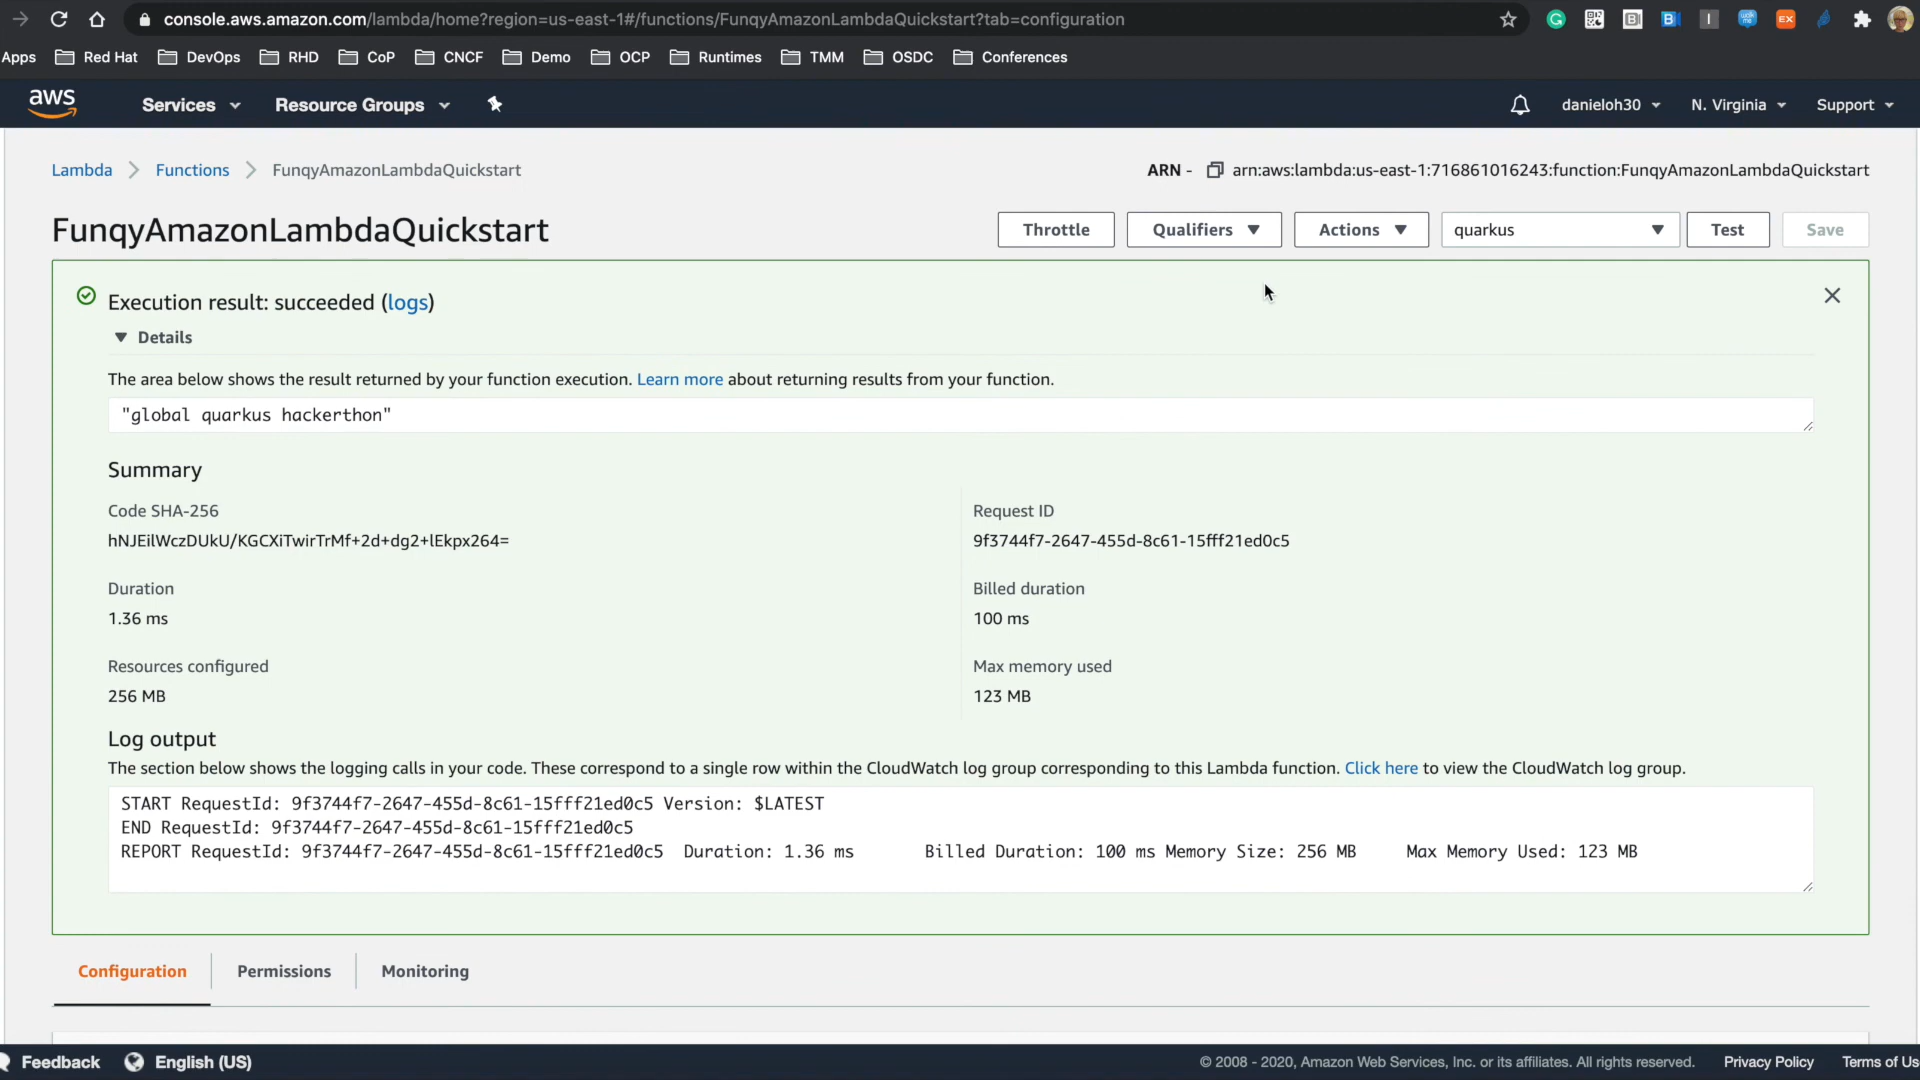 console.aws.amazon.com/lambda/home?region=us-east-1#/functions/FunqyAmazonLambdaQuickstart?tab=configuration
Apps Red Hat DevOps RHD CoP CNCF Demo OCP Runtimes TMM OSDC Conferences
aws Services Resource Groups danieloh30 N. Virginia Support
Lambda Functions FunqyAmazonLambdaQuickstart ARN - arn:aws:lambda:us-east-1:716861016243:function:FunqyAmazonLambdaQuickstart
FunqyAmazonLambdaQuickstart Throttle Qualifiers Actions quarkus Test Save
Execution result: succeeded (logs)
Details
The area below shows the result returned by your function execution. Learn more about returning results from your function.
"global quarkus hackerthon"
Summary
Code SHA-256 Request ID
hNJEilWczDUkU/KGCXiTwirTrMf+2d+dg2+lEkpx264= 9f3744f7-2647-455d-8c61-15fff21ed0c5
Duration Billed duration
1.36 ms 100 ms
Resources configured Max memory used
256 MB 123 MB
Log output
The section below shows the logging calls in your code. These correspond to a single row within the CloudWatch log group corresponding to this Lambda function. Click here to view the CloudWatch log group.
START RequestId: 9f3744f7-2647-455d-8c61-15fff21ed0c5 Version: $LATEST
END RequestId: 9f3744f7-2647-455d-8c61-15fff21ed0c5
REPORT RequestId: 9f3744f7-2647-455d-8c61-15fff21ed0c5 Duration: 1.36 ms Billed Duration: 100 ms Memory Size: 256 MB Max Memory Used: 123 MB
Configuration Permissions Monitoring
Feedback English (US) © 2008 - 2020, Amazon Web Services, Inc. or its affiliates. All rights reserved. Privacy Policy Terms of Us